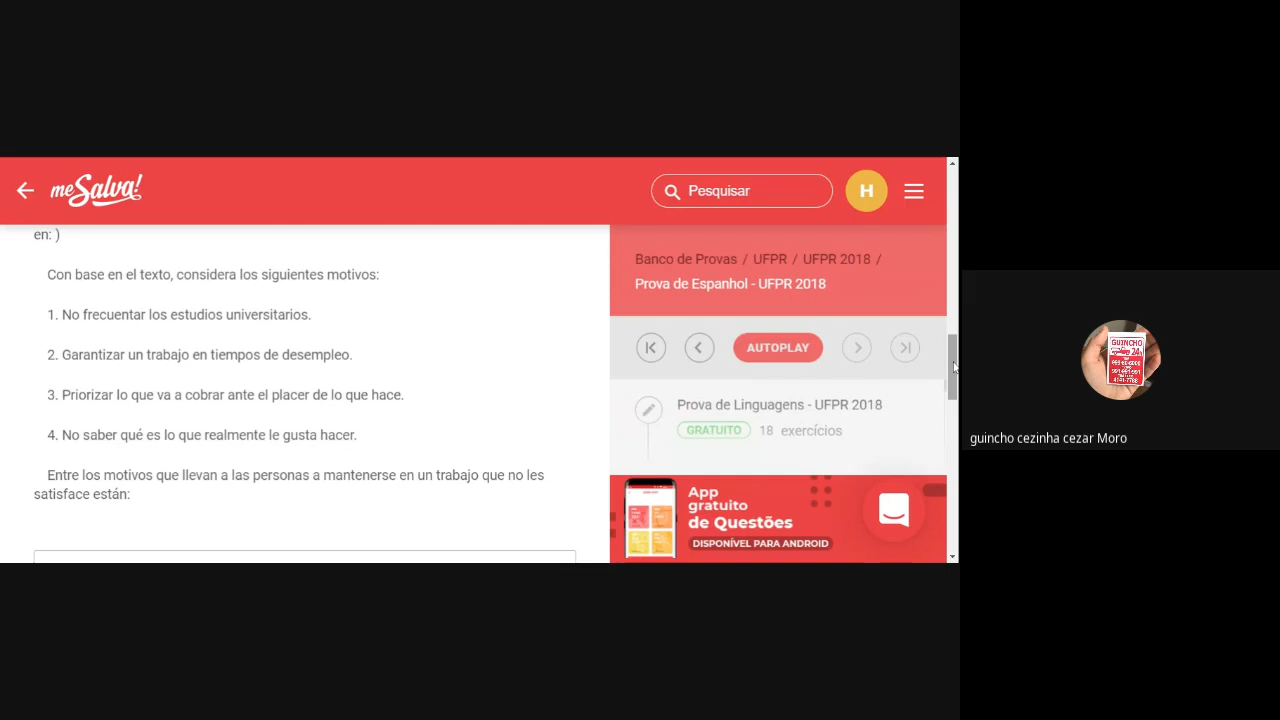 me Salva!
Pesquisar
H
en: )
Con base en el texto, considera los siguientes motivos:
1. No frecuentar los estudios universitarios.
2. Garantizar un trabajo en tiempos de desempleo.
3. Priorizar lo que va a cobrar ante el placer de lo que hace.
4. No saber qué es lo que realmente le gusta hacer.
Entre los motivos que llevan a las personas a mantenerse en un trabajo que no les
satisface están:
Banco de Provas / UFPR / UFPR 2018 /
Prova de Espanhol - UFPR 2018
AUTOPLAY
Prova de Linguagens - UFPR 2018
GRATUITO 18 exercícios
App
gratuito
de Questões
DISPONÍVEL PARA ANDROID
GUINCHO
24h
guincho cezinha cezar Moro